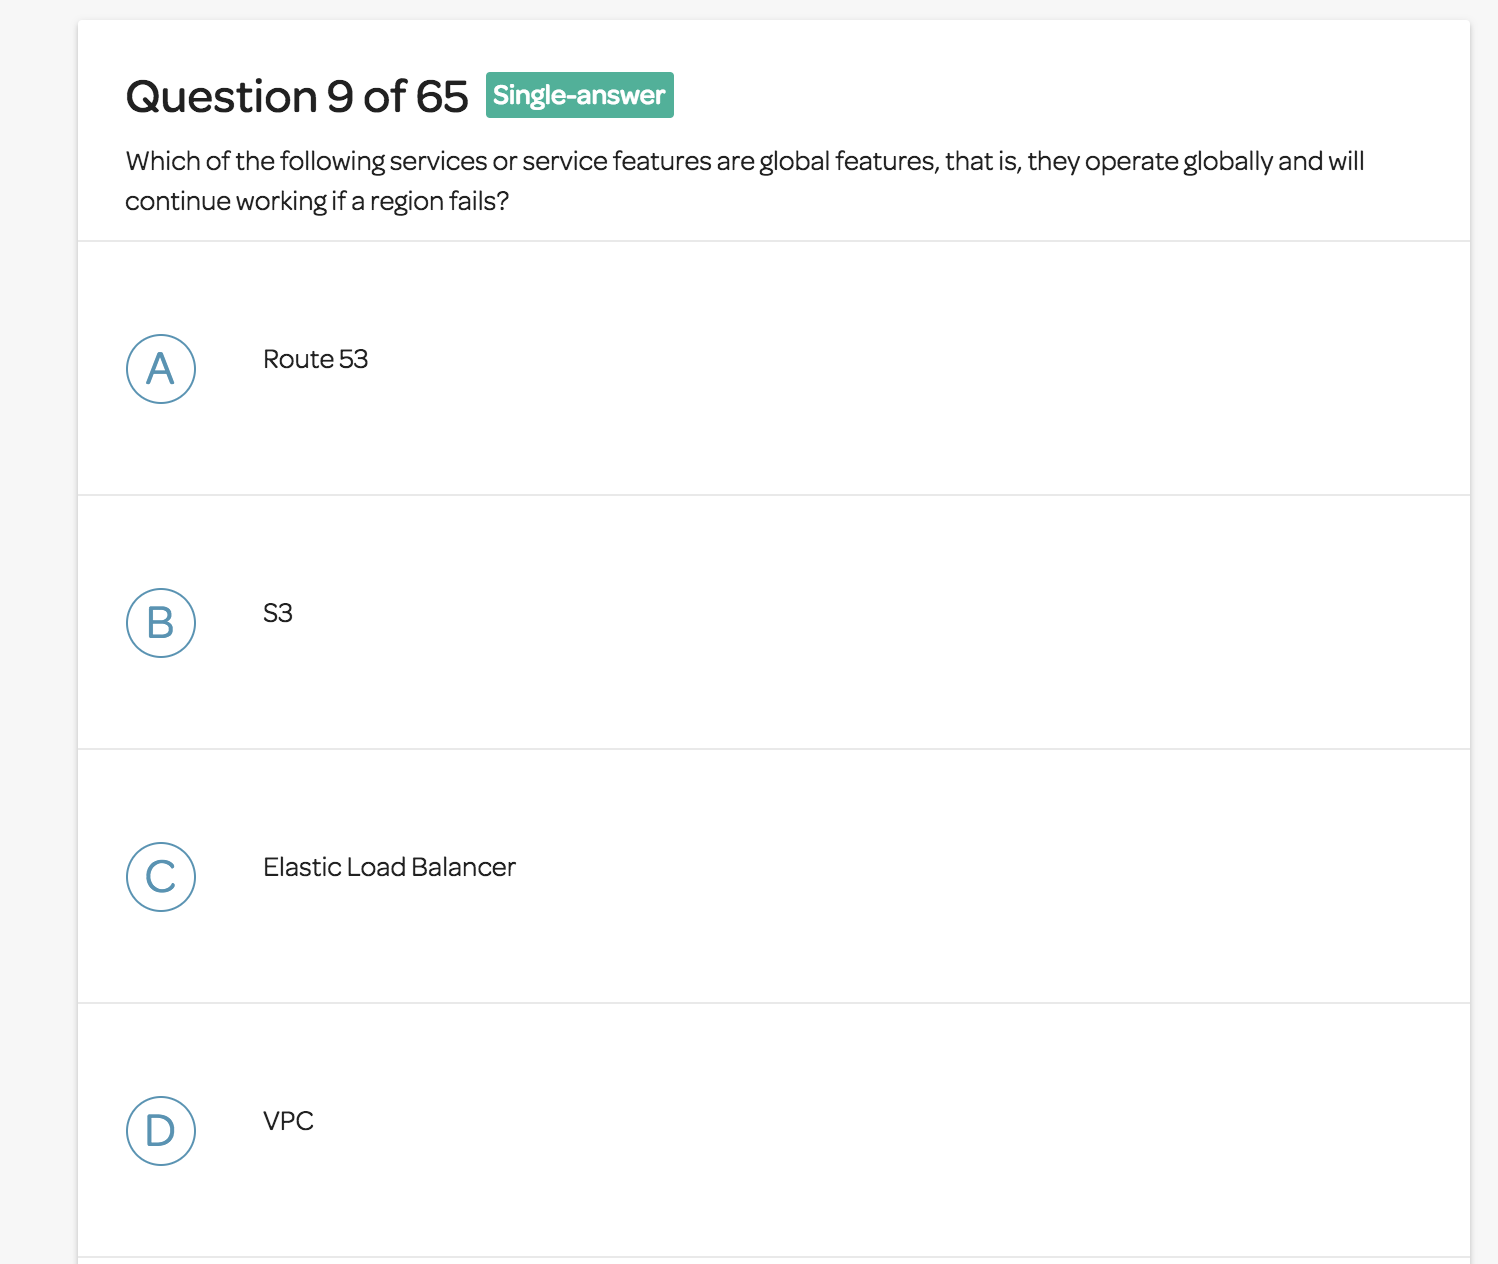 Question 9 of 65 Single-answer
Which of the following services or service features are global features, that is, they operate globally and will
continue working if a region fails?
A Route 53
B S3
C Elastic Load Balancer
D VPC